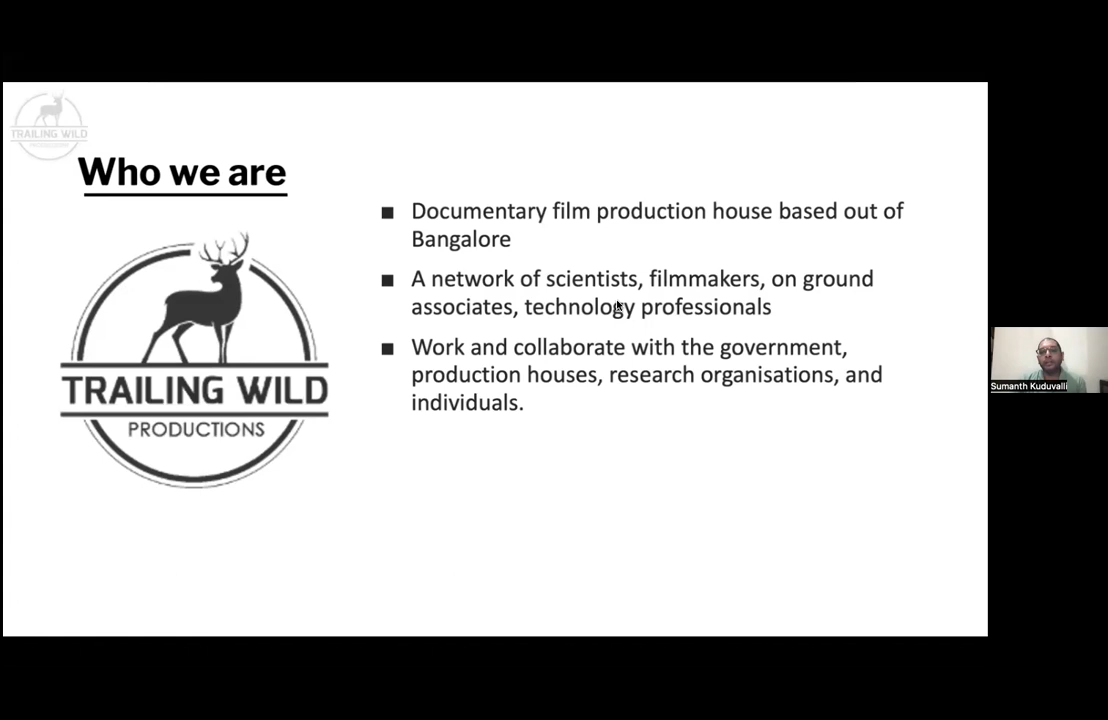 TRAILING WILD
Who we are
Documentary film production house based out of
Bangalore
A network of scientists, filmmakers, on ground
associates, technology professionals
Work and collaborate with the government,
production houses, research organisations, and
individuals.
TRAILING WILD
PRODUCTIONS
Sumanth Kuduvalli